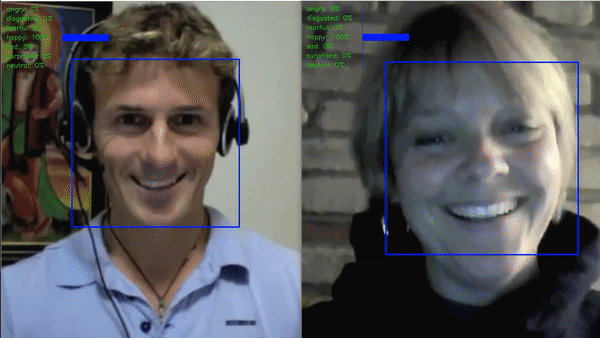 angry: 0%
disgusted: 0%
fearful: 0%
happy: 100%
sad: 0%
surprised: 0%
neutral: 0%
angry: 0%
disgusted: 0%
fearful: 0%
happy: 100%
sad: 0%
surprised: 0%
neutral: 0%